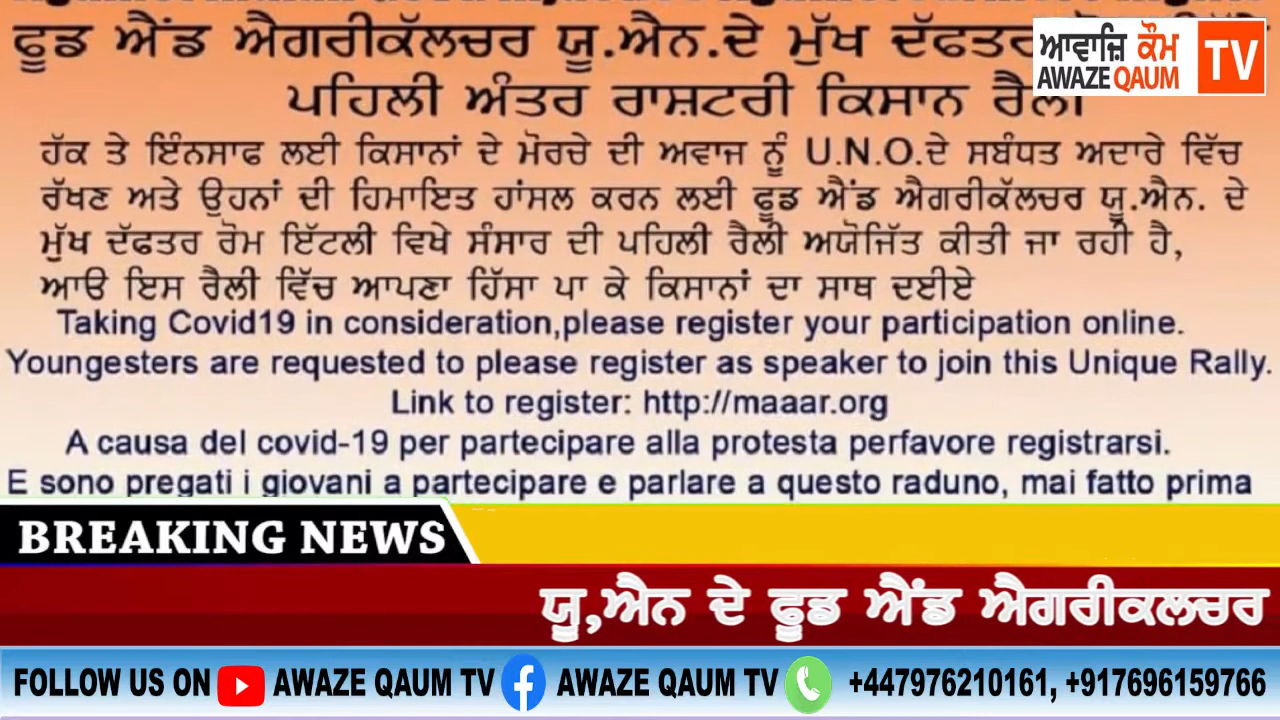 ਫੂਡ ਐਂਡ ਐਗਰੀਕੱਲਚਰ ਯੂ.ਐਨ.ਦੇ ਮੁੱਖ ਦੱਫਤਰ
ਆਵਾਜ਼ਿ ਕੌਮ
AWAZE QAUM
TV
ਪਹਿਲੀ ਅੰਤਰ ਰਾਸ਼ਟਰੀ ਕਿਸਾਨ ਰੈਲੀ
ਹੱਕ ਤੇ ਇੰਨਸਾਫ ਲਈ ਕਿਸਾਨਾਂ ਦੇ ਮੋਰਚੇ ਦੀ ਅਵਾਜ ਨੂੰ U.N.O.ਦੇ ਸਬੰਧਤ ਅਦਾਰੇ ਵਿੱਚ
ਰੱਖਣ ਅਤੇ ਉਹਨਾਂ ਦੀ ਹਿਮਾਇਤ ਹਾਂਸਲ ਕਰਨ ਲਈ ਫੂਡ ਐਂਡ ਐਗਰੀਕੱਲਚਰ ਯੂ.ਐਨ. ਦੇ
ਮੁੱਖ ਦੱਫਤਰ ਰੋਮ ਇੱਟਲੀ ਵਿਖੇ ਸੰਸਾਰ ਦੀ ਪਹਿਲੀ ਰੈਲੀ ਅਯੋਜਿੱਤ ਕੀਤੀ ਜਾ ਰਹੀ ਹੈ,
ਆਓ ਇਸ ਰੈਲੀ ਵਿੱਚ ਆਪਣਾ ਹਿੱਸਾ ਪਾ ਕੇ ਕਿਸਾਨਾਂ ਦਾ ਸਾਥ ਦਈਏ
Taking Covid19 in consideration,please register your participation online.
Youngesters are requested to please register as speaker to join this Unique Rally.
Link to register: http://maaar.org
A causa del covid-19 per partecipare alla protesta perfavore registrarsi.
E sono pregati i giovani a partecipare e parlare a questo raduno, mai fatto prima
BREAKING NEWS
ਯੂ,ਐਨ ਦੇ ਫੂਡ ਐਂਡ ਐਗਰੀਕਲਚਰ
FOLLOW US ON AWAZE QAUM TV AWAZE QAUM TV +447976210161, +917696159766